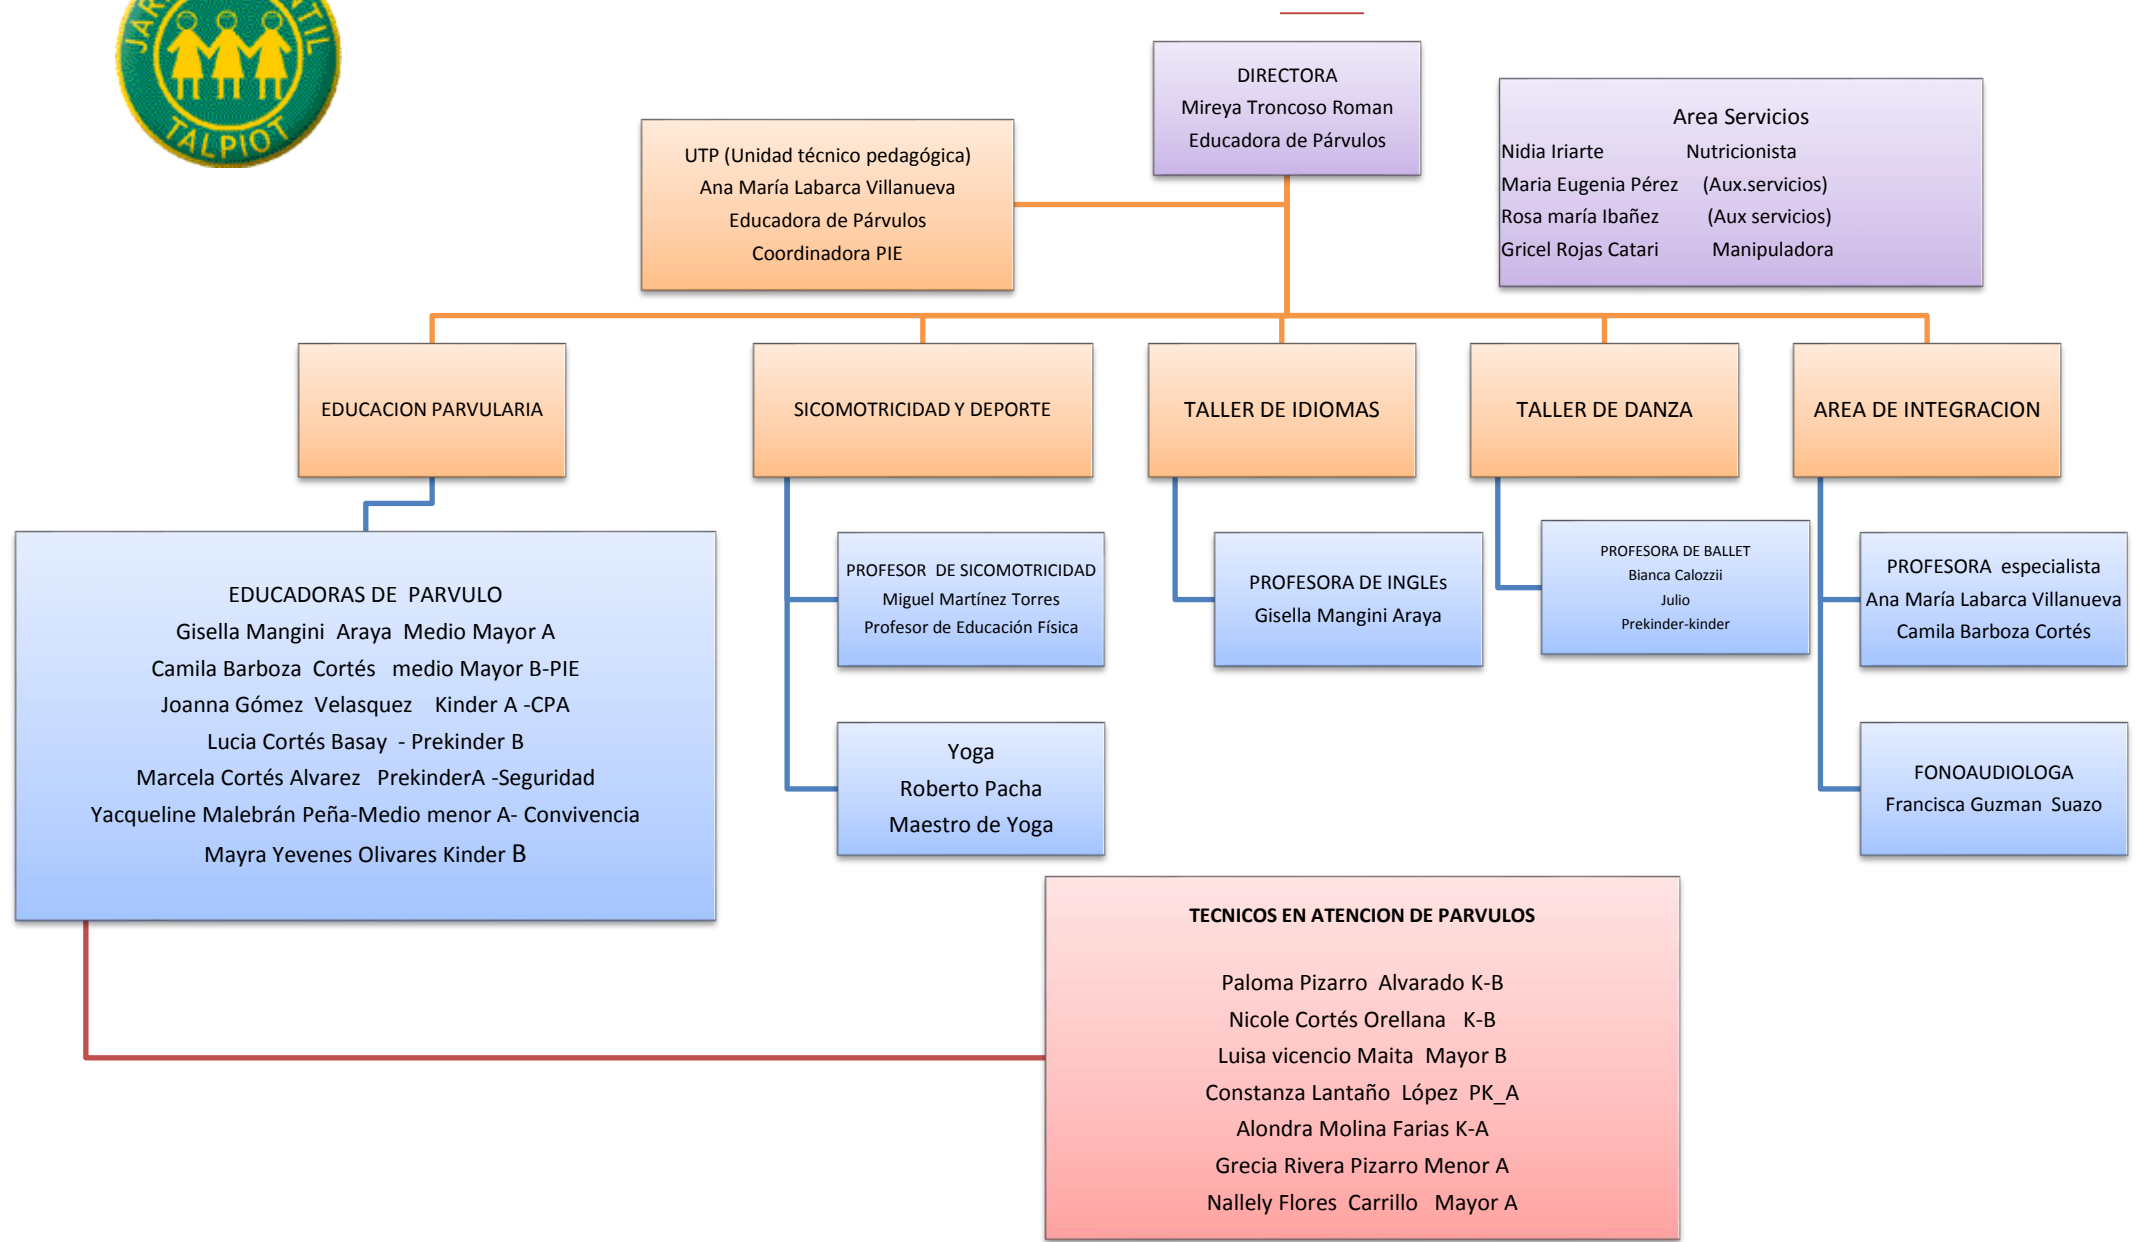 TALPIOT
DIRECTORA
Mireya Troncoso Roman
Educadora de Párvulos
Area Servicios
Nidia Iriarte Nutricionista
Maria Eugenia Pérez (Aux.servicios)
Rosa maría Ibañez (Aux servicios)
Gricel Rojas Catari Manipuladora
UTP (Unidad técnico pedagógica)
Ana María Labarca Villanueva
Educadora de Párvulos
Coordinadora PIE
EDUCACION PARVULARIA
SICOMOTRICIDAD Y DEPORTE
TALLER DE IDIOMAS
TALLER DE DANZA
AREA DE INTEGRACION
EDUCADORAS DE PARVULO
Gisella Mangini Araya Medio Mayor A
Camila Barboza Cortés medio Mayor B-PIE
Joanna Gómez Velasquez Kinder A -CPA
Lucia Cortés Basay - Prekinder B
Marcela Cortés Alvarez PrekinderA -Seguridad
Yacqueline Malebrán Peña-Medio menor A- Convivencia
Mayra Yevenes Olivares Kinder B
PROFESOR DE SICOMOTRICIDAD
Miguel Martínez Torres
Profesor de Educación Física
Yoga
Roberto Pacha
Maestro de Yoga
PROFESORA DE INGLEs
Gisella Mangini Araya
PROFESORA DE BALLET
Bianca Calozzii
Julio
Prekinder-kinder
PROFESORA especialista
Ana María Labarca Villanueva
Camila Barboza Cortés
FONOAUDIOLOGA
Francisca Guzman Suazo
TECNICOS EN ATENCION DE PARVULOS
Paloma Pizarro Alvarado K-B
Nicole Cortés Orellana K-B
Luisa vicencio Maita Mayor B
Constanza Lantaño López PK_A
Alondra Molina Farias K-A
Grecia Rivera Pizarro Menor A
Nallely Flores Carrillo Mayor A